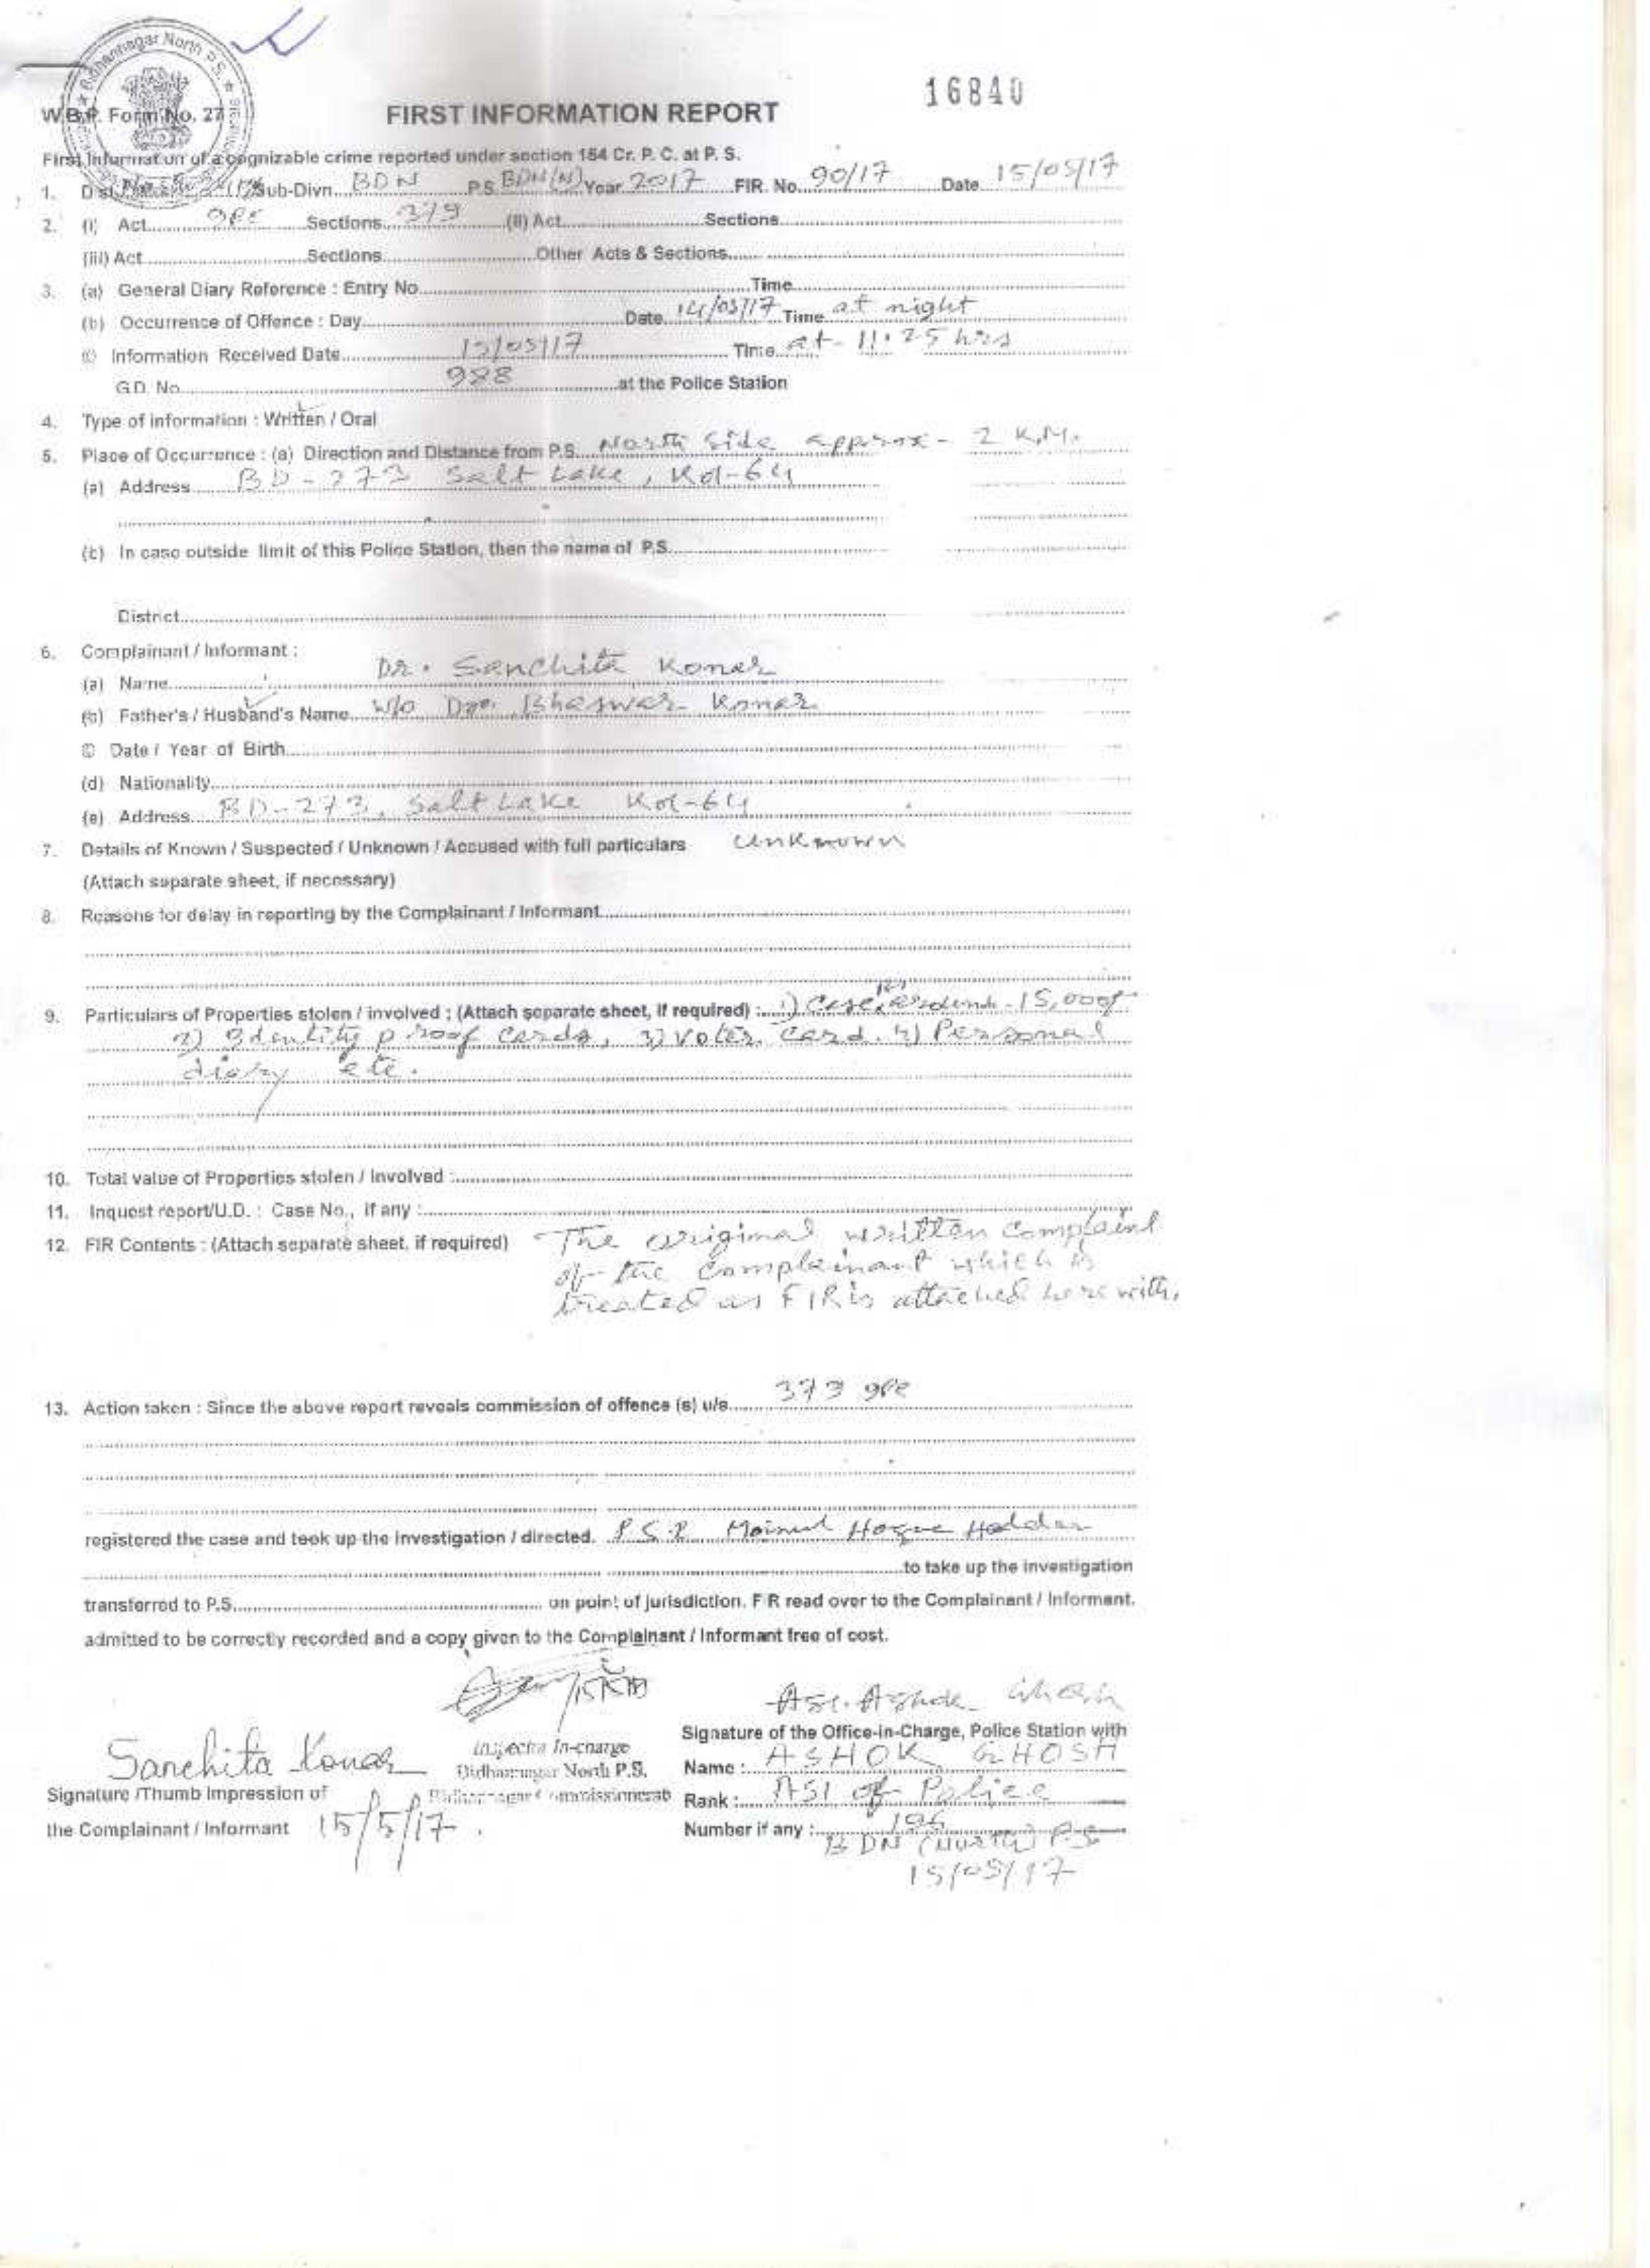 Bidhannagar North P.S.
16840
W.B.P. Form No. 27
FIRST INFORMATION REPORT
First Information of a cognizable crime reported under section 154 Cr. P. C. at P. S.
1. Dist. Sub-Divn. BDN P.S. BDN(N) Year 2017 FIR No. 90/17 Date 15/05/17
2. (i) Act IPC Sections 379 (ii) Act Sections
(iii) Act Sections Other Acts & Sections
3. (a) General Diary Reference : Entry No. Time
(b) Occurrence of Offence : Day Date 14/05/17 Time at night
© Information Received Date 15/05/17 Time at 11.25 hrs
G.D. No. 988 at the Police Station
4. Type of information : Written / Oral
5. Place of Occurrence : (a) Direction and Distance from P.S. North side approx - 2 K.M.
(a) Address BD-273 Salt Lake, Kol-64
(c) In case outside limit of this Police Station, then the name of P.S.
District
6. Complainant / Informant :
(a) Name Dr. Sanchita Konar
(b) Father's / Husband's Name W/o Bhaswar Konar
© Date / Year of Birth
(d) Nationality
(e) Address BD-273, Salt Lake Kol-64
7. Details of Known / Suspected / Unknown / Accused with full particulars Unknown
(Attach separate sheet, if necessary)
8. Reasons for delay in reporting by the Complainant / Informant
9. Particulars of Properties stolen / involved : (Attach separate sheet, if required) : 1) 15,000/-
2) Identity proof cards, 3) Voter card. 4) Personal
diary etc.
10. Total value of Properties stolen / Involved :
11. Inquest report/U.D. : Case No., if any :
12. FIR Contents : (Attach separate sheet, if required) The original written complaint
of the complainant which is
treated as FIR is attached herewith.
13. Action taken : Since the above report reveals commission of offence (s) u/s 379 IPC
registered the case and took up the investigation / directed. P.S.I Moinul Hoque Halder
to take up the investigation
transferred to P.S. on point of jurisdiction. FIR read over to the Complainant / Informant.
admitted to be correctly recorded and a copy given to the Complainant / Informant free of cost.
ASI. Ashok Ghosh
Signature of the Office-in-Charge, Police Station with
Sanchita Konar
Inspector In-charge
Name : ASHOK GHOSH
Bidhannagar North P.S.
Signature /Thumb Impression of
Bidhannagar Commissionerate
Rank : ASI of Police
the Complainant / Informant 15/5/17.
Number if any :
BDN (NORTH) P.S
15/05/17